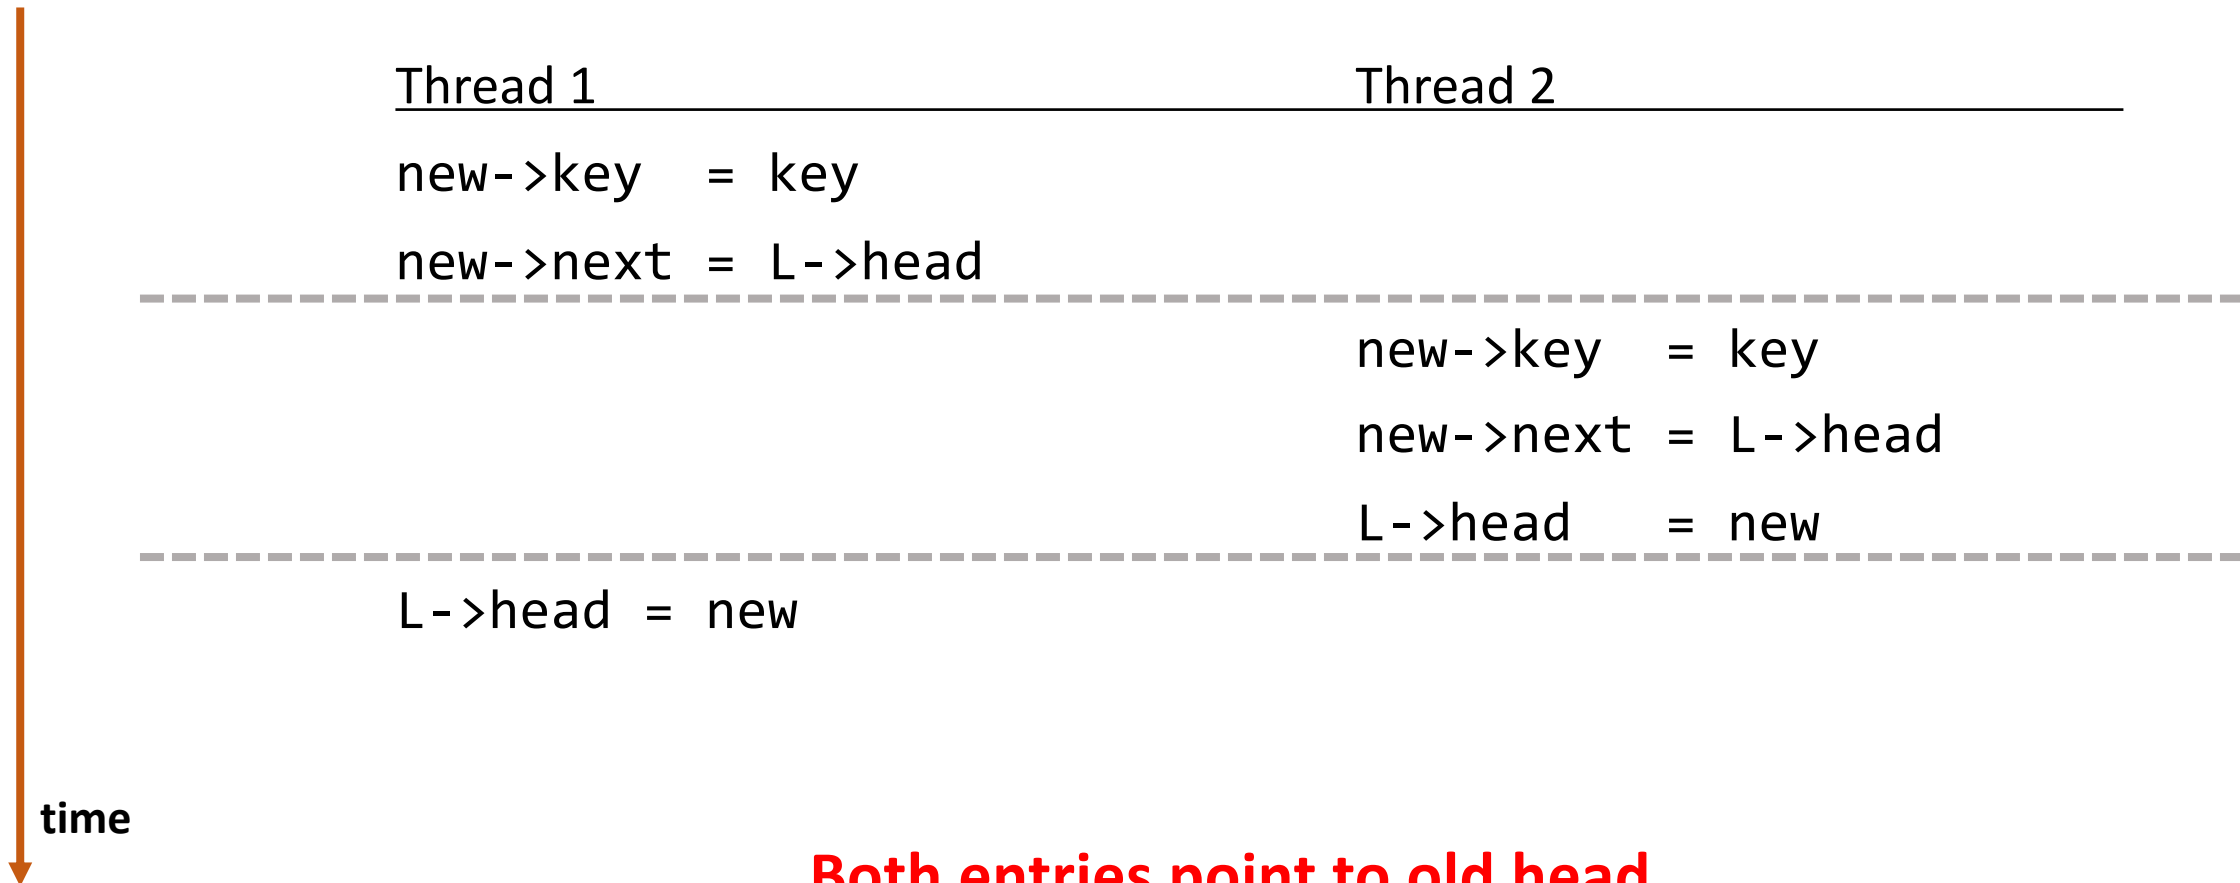 Thread 1 Thread 2
new->key  = key
new->next = L->head
new->key  = key
new->next = L->head
L->head   = new
L->head = new
time
Both entries point to old head